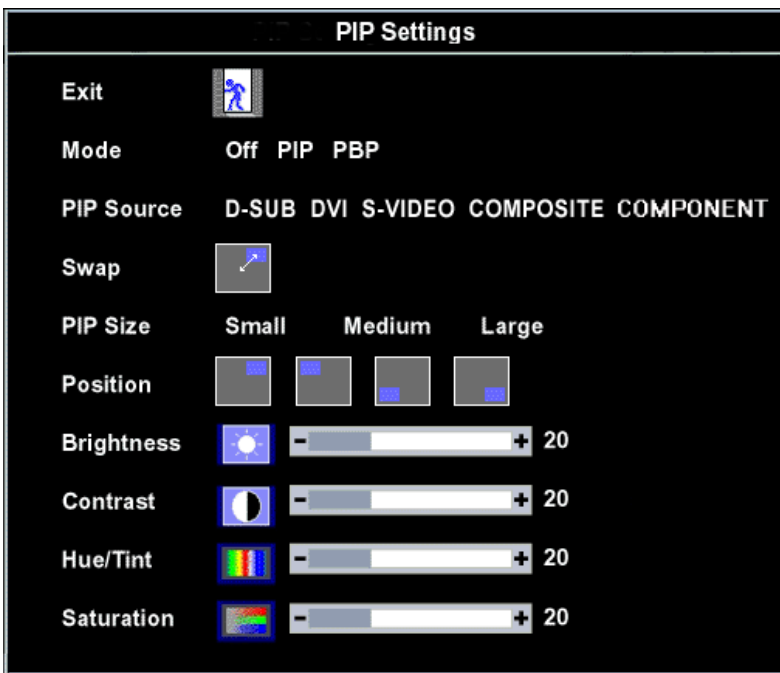 PIP Settings
Exit
Mode Off PIP PBP
PIP Source D-SUB DVI S-VIDEO COMPOSITE COMPONENT
Swap
PIP Size Small Medium Large
Position
Brightness - + 20
Contrast - + 20
Hue/Tint - + 20
Saturation - + 20